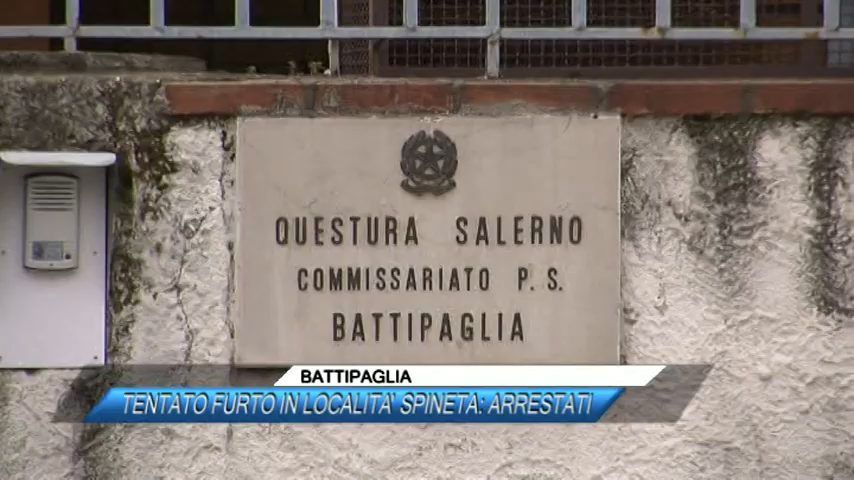 QUESTURA SALERNO
COMMISSARIATO P. S.
BATTIPAGLIA
BATTIPAGLIA
TENTATO FURTO IN LOCALITA' SPINETA: ARRESTATI